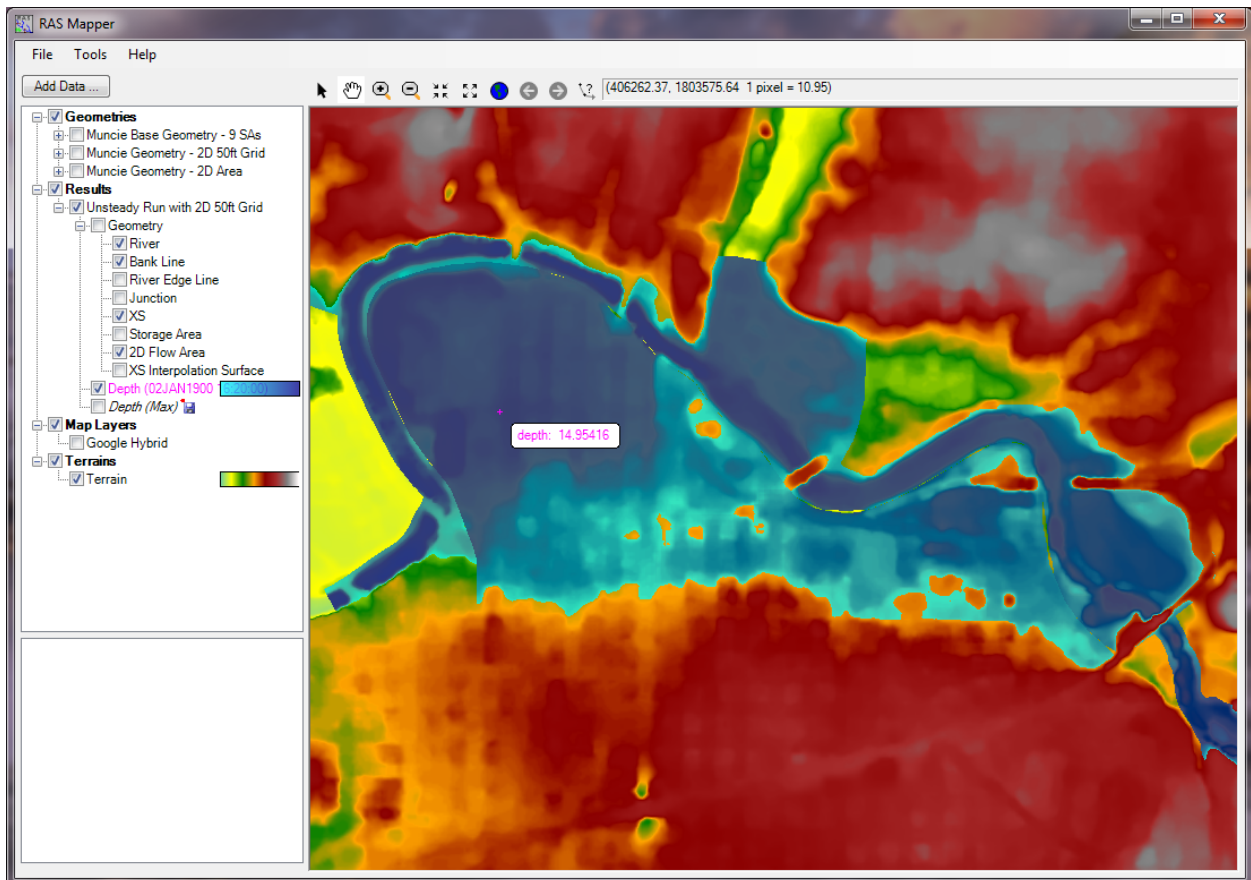 RAS Mapper
File Tools Help
Add Data ...
(406262.37, 1803575.64 1 pixel = 10.95)
Geometries
Muncie Base Geometry - 9 SAs
Muncie Geometry - 2D 50ft Grid
Muncie Geometry - 2D Area
Results
Unsteady Run with 2D 50ft Grid
Geometry
River
Bank Line
River Edge Line
Junction
XS
Storage Area
2D Flow Area
XS Interpolation Surface
Depth (02JAN1900 :20:00)
Depth (Max)
Map Layers
Google Hybrid
Terrains
Terrain
depth: 14.95416